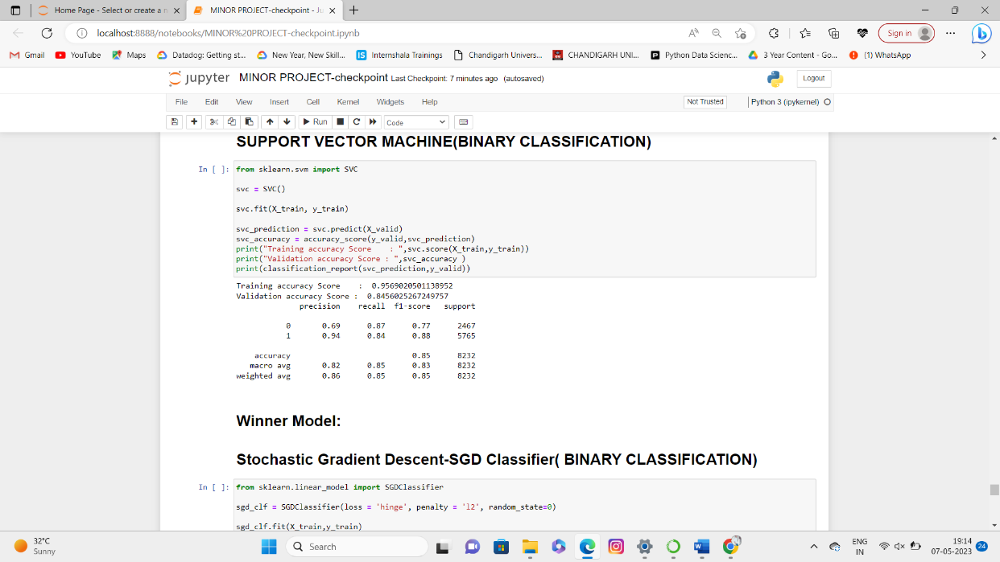 Home Page - Select or create a n
MINOR PROJECT-checkpoint - Ju
localhost:8888/notebooks/MINOR%20PROJECT-checkpoint.ipynb
Sign in
Gmail YouTube Maps Datadog: Getting st... New Year, New Skill... Internshala Trainings Chandigarh Univers... CHANDIGARH UNI... Python Data Scienc... 3 Year Content - Go... (1) WhatsApp
jupyter MINOR PROJECT-checkpoint Last Checkpoint: 7 minutes ago (autosaved)
Logout
File Edit View Insert Cell Kernel Widgets Help
Not Trusted
Python 3 (ipykernel)
Run
Code
SUPPORT VECTOR MACHINE(BINARY CLASSIFICATION)
In [ ]: from sklearn.svm import SVC
svc = SVC()
svc.fit(X_train, y_train)
svc_prediction = svc.predict(X_valid)
svc_accuracy = accuracy_score(y_valid,svc_prediction)
print("Training accuracy Score    : ",svc.score(X_train,y_train))
print("Validation accuracy Score : ",svc_accuracy )
print(classification_report(svc_prediction,y_valid))
Training accuracy Score    :  0.9569020501138952
Validation accuracy Score :  0.8456025267249757
precision    recall  f1-score   support
0       0.69      0.87      0.77      2467
1       0.94      0.84      0.88      5765
accuracy                           0.85      8232
macro avg       0.82      0.85      0.83      8232
weighted avg       0.86      0.85      0.85      8232
Winner Model:
Stochastic Gradient Descent-SGD Classifier( BINARY CLASSIFICATION)
In [ ]: from sklearn.linear_model import SGDClassifier
sgd_clf = SGDClassifier(loss = 'hinge', penalty = 'l2', random_state=0)
sgd_clf.fit(X_train,y_train)
32°C
Sunny
Search
ENG
IN
19:14
07-05-2023
24